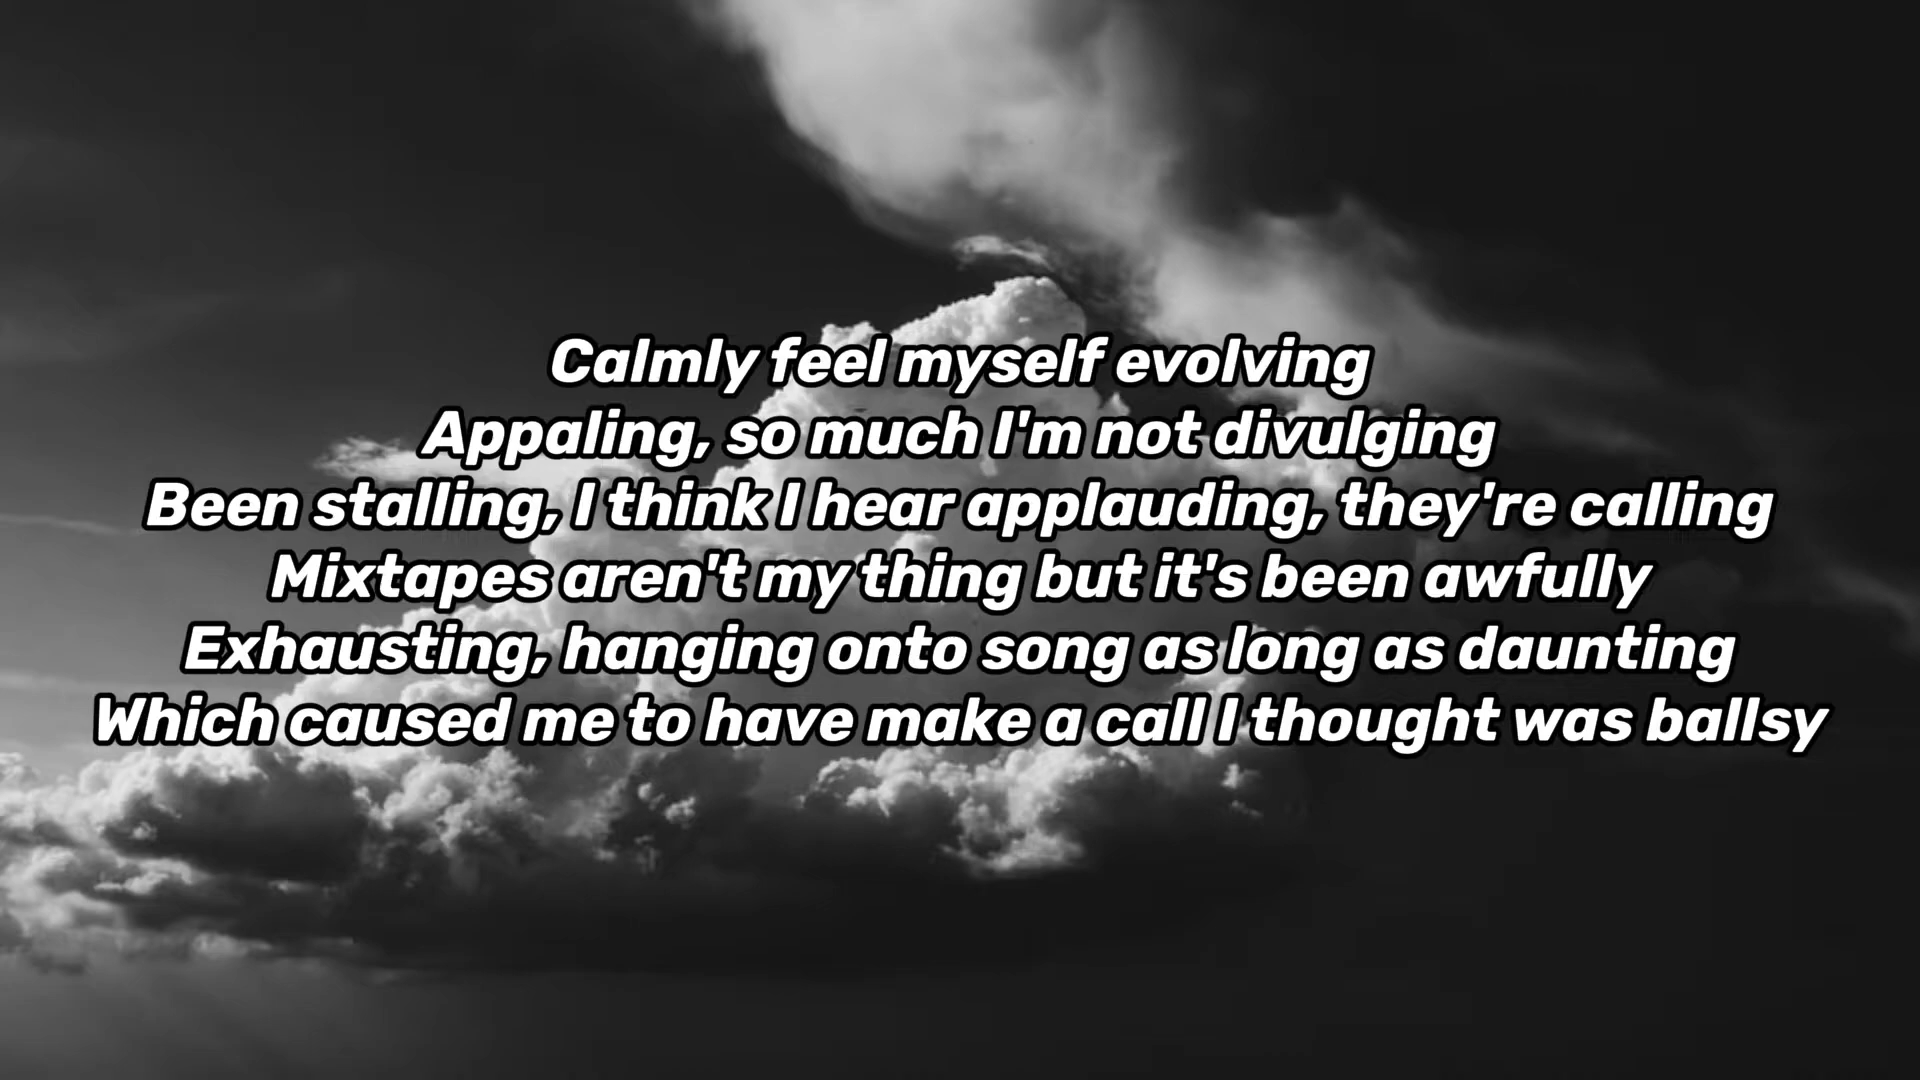 Calmly feel myself evolving
Appaling, so much I'm not divulging
Been stalling, I think I hear applauding, they're calling
Mixtapes aren't my thing but it's been awfully
Exhausting, hanging onto song as long as daunting
Which caused me to have make a call I thought was ballsy